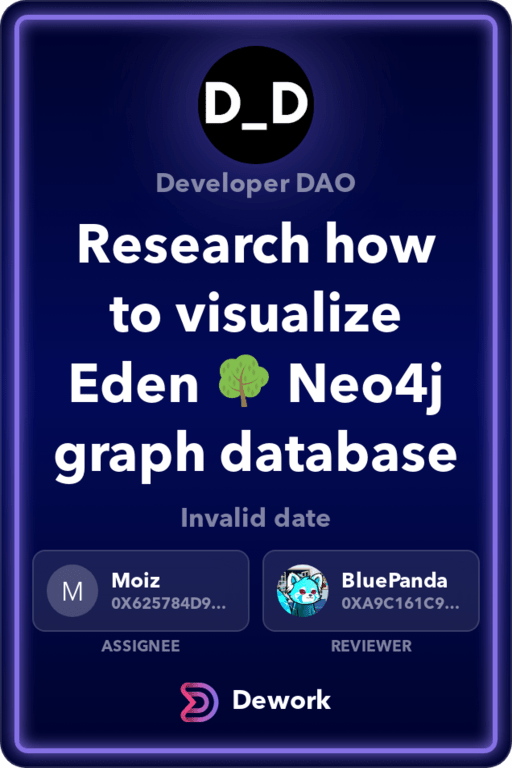 D_D
Developer DAO
Research how
to visualize
Eden 🌳 Neo4j
graph database
Invalid date
M
Moiz
0X625784D9...
ASSIGNEE
BluePanda
0XA9C161C9...
REVIEWER
Dework